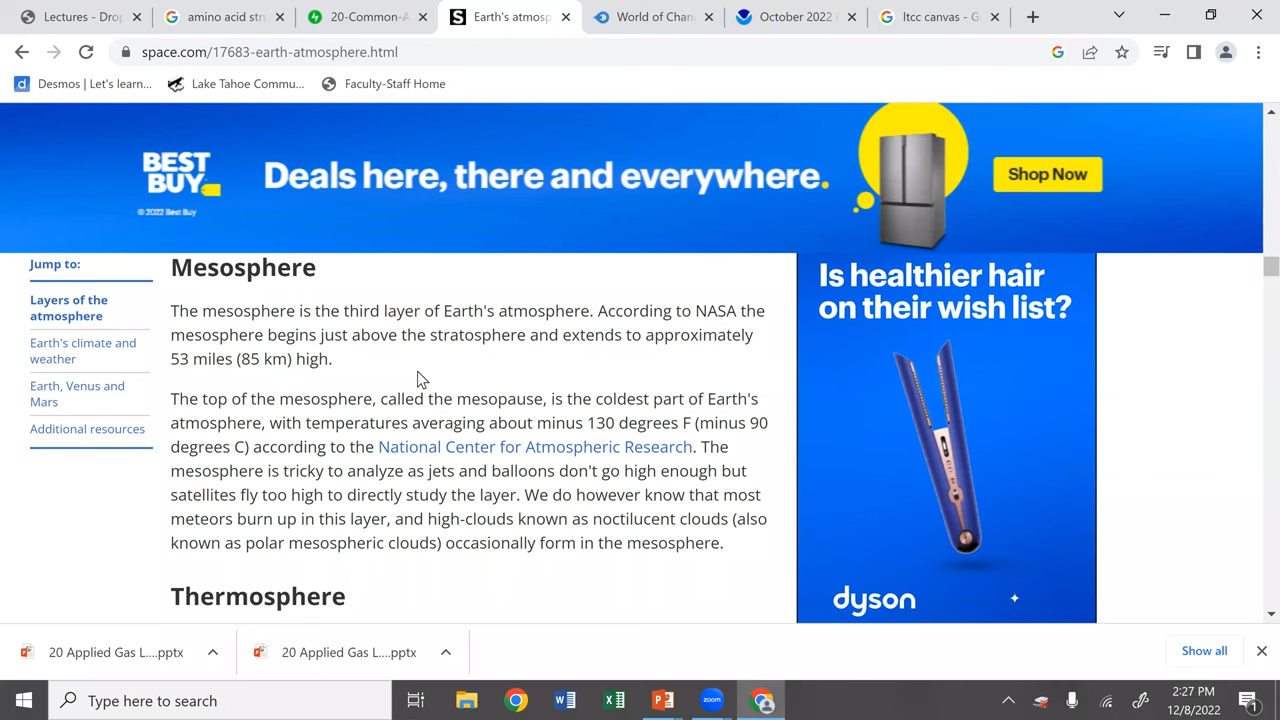 Lectures - Drop
amino acid stru
20-Common-A
Earth's atmosp
World of Chan
October 2022
ltcc canvas - G
space.com/17683-earth-atmosphere.html
Desmos | Let's learn...
Lake Tahoe Commu...
Faculty-Staff Home
BEST
BUY
© 2022 Best Buy
Deals here, there and everywhere.
Shop Now
Jump to:
Layers of the
atmosphere
Earth's climate and
weather
Earth, Venus and
Mars
Additional resources
Mesosphere
The mesosphere is the third layer of Earth's atmosphere. According to NASA the
mesosphere begins just above the stratosphere and extends to approximately
53 miles (85 km) high.
The top of the mesosphere, called the mesopause, is the coldest part of Earth's
atmosphere, with temperatures averaging about minus 130 degrees F (minus 90
degrees C) according to the National Center for Atmospheric Research. The
mesosphere is tricky to analyze as jets and balloons don't go high enough but
satellites fly too high to directly study the layer. We do however know that most
meteors burn up in this layer, and high-clouds known as noctilucent clouds (also
known as polar mesospheric clouds) occasionally form in the mesosphere.
Thermosphere
Is healthier hair
on their wish list?
dyson
20 Applied Gas L....pptx
20 Applied Gas L....pptx
Show all
Type here to search
zoom
2:27 PM
12/8/2022
1